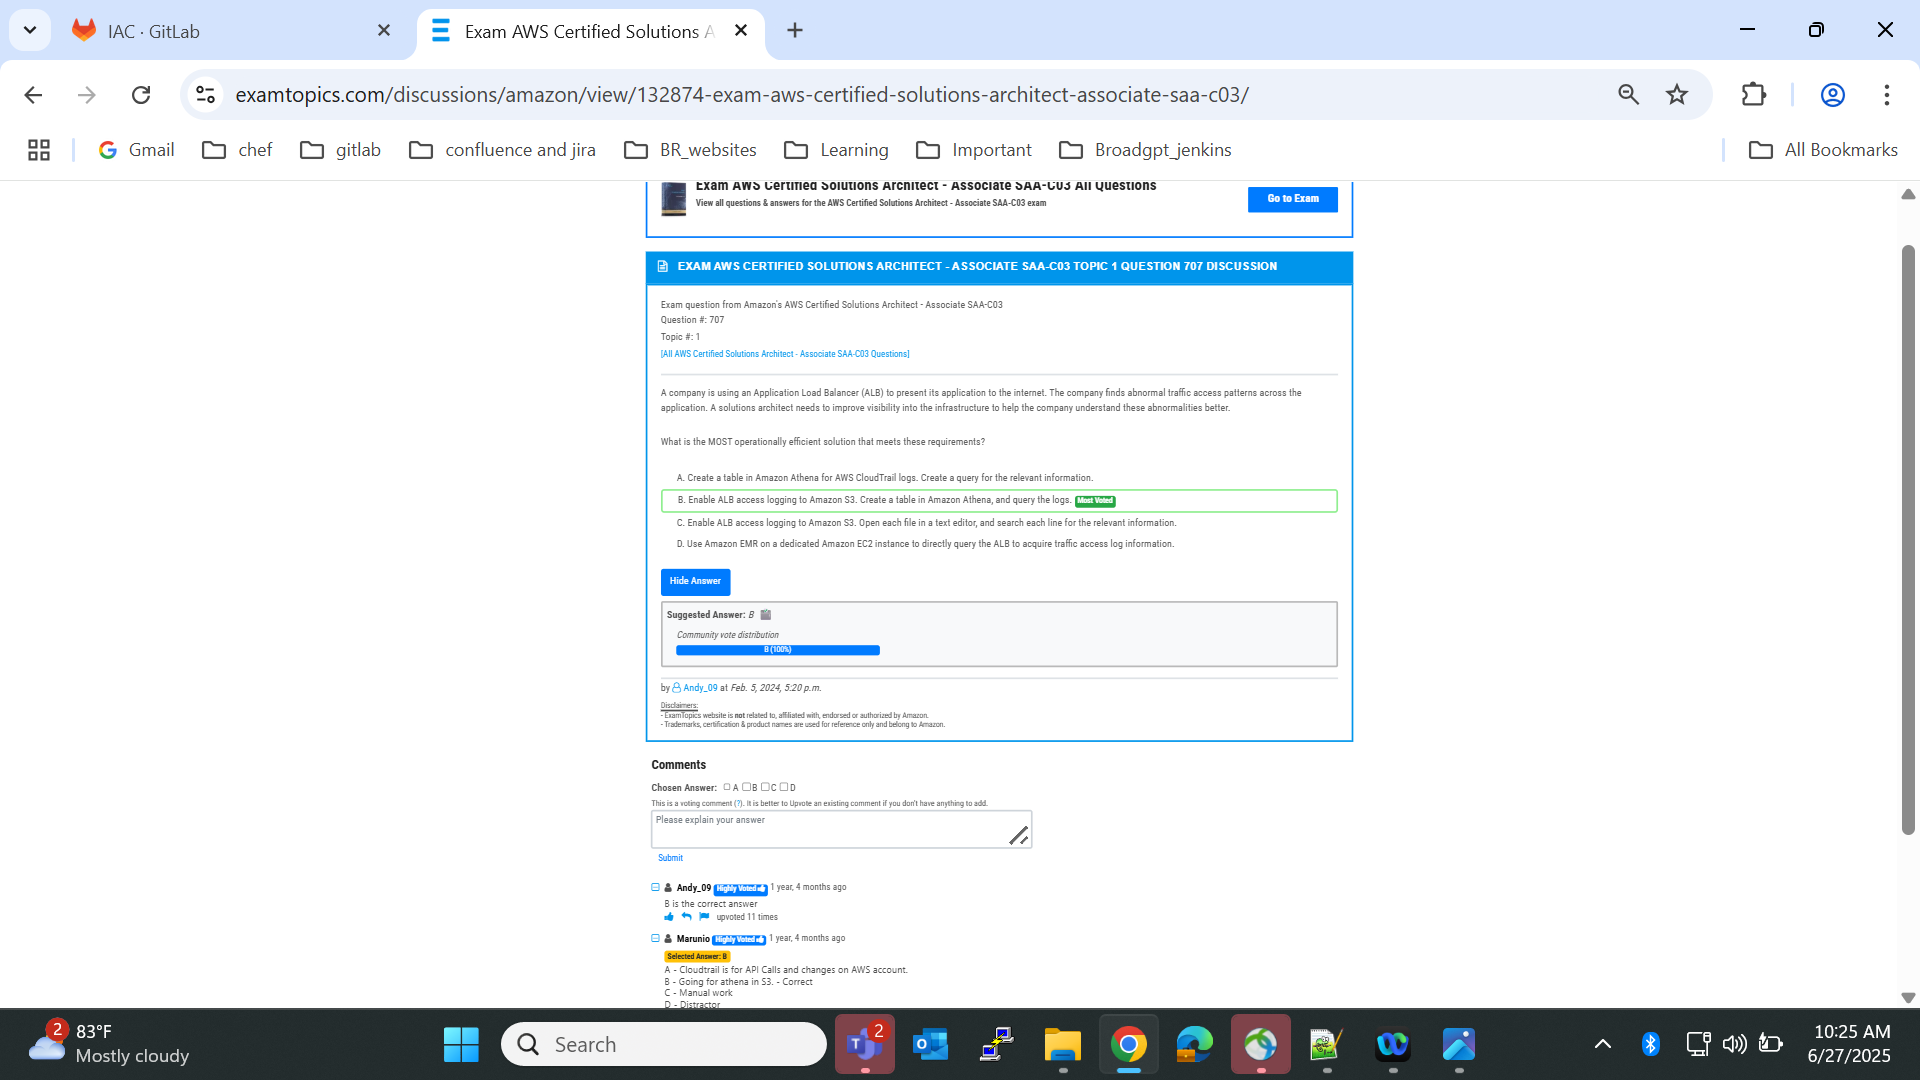 IAC · GitLab
Exam AWS Certified Solutions A
examtopics.com/discussions/amazon/view/132874-exam-aws-certified-solutions-architect-associate-saa-c03/
Gmail
chef
gitlab
confluence and jira
BR_websites
Learning
Important
Broadgpt_jenkins
All Bookmarks
Exam AWS Certified Solutions Architect - Associate SAA-C03 All Questions
View all questions & answers for the AWS Certified Solutions Architect - Associate SAA-C03 exam
Go to Exam
EXAM AWS CERTIFIED SOLUTIONS ARCHITECT - ASSOCIATE SAA-C03 TOPIC 1 QUESTION 707 DISCUSSION
Exam question from Amazon's AWS Certified Solutions Architect - Associate SAA-C03
Question #: 707
Topic #: 1
[All AWS Certified Solutions Architect - Associate SAA-C03 Questions]
A company is using an Application Load Balancer (ALB) to present its application to the internet. The company finds abnormal traffic access patterns across the
application. A solutions architect needs to improve visibility into the infrastructure to help the company understand these abnormalities better.
What is the MOST operationally efficient solution that meets these requirements?
A. Create a table in Amazon Athena for AWS CloudTrail logs. Create a query for the relevant information.
B. Enable ALB access logging to Amazon S3. Create a table in Amazon Athena, and query the logs. Most Voted
C. Enable ALB access logging to Amazon S3. Open each file in a text editor, and search each line for the relevant information.
D. Use Amazon EMR on a dedicated Amazon EC2 instance to directly query the ALB to acquire traffic access log information.
Hide Answer
Suggested Answer: B
Community vote distribution
B (100%)
by Andy_09 at Feb. 5, 2024, 5:20 p.m.
Disclaimers:
- ExamTopics website is not related to, affiliated with, endorsed or authorized by Amazon.
- Trademarks, certification & product names are used for reference only and belong to Amazon.
Comments
Chosen Answer: A B C D
This is a voting comment (?). It is better to Upvote an existing comment if you don't have anything to add.
Please explain your answer
Submit
Andy_09 Highly Voted 1 year, 4 months ago
B is the correct answer
upvoted 11 times
Marunio Highly Voted 1 year, 4 months ago
Selected Answer: B
A - Cloudtrail is for API Calls and changes on AWS account.
B - Going for athena in S3. - Correct
C - Manual work
D - Distractor
2
83°F
Mostly cloudy
Search
2
10:25 AM
6/27/2025